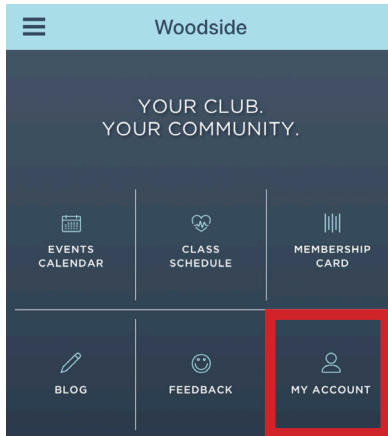 Woodside
YOUR CLUB.
YOUR COMMUNITY.
EVENTS
CALENDAR
CLASS
SCHEDULE
MEMBERSHIP
CARD
BLOG
FEEDBACK
MY ACCOUNT